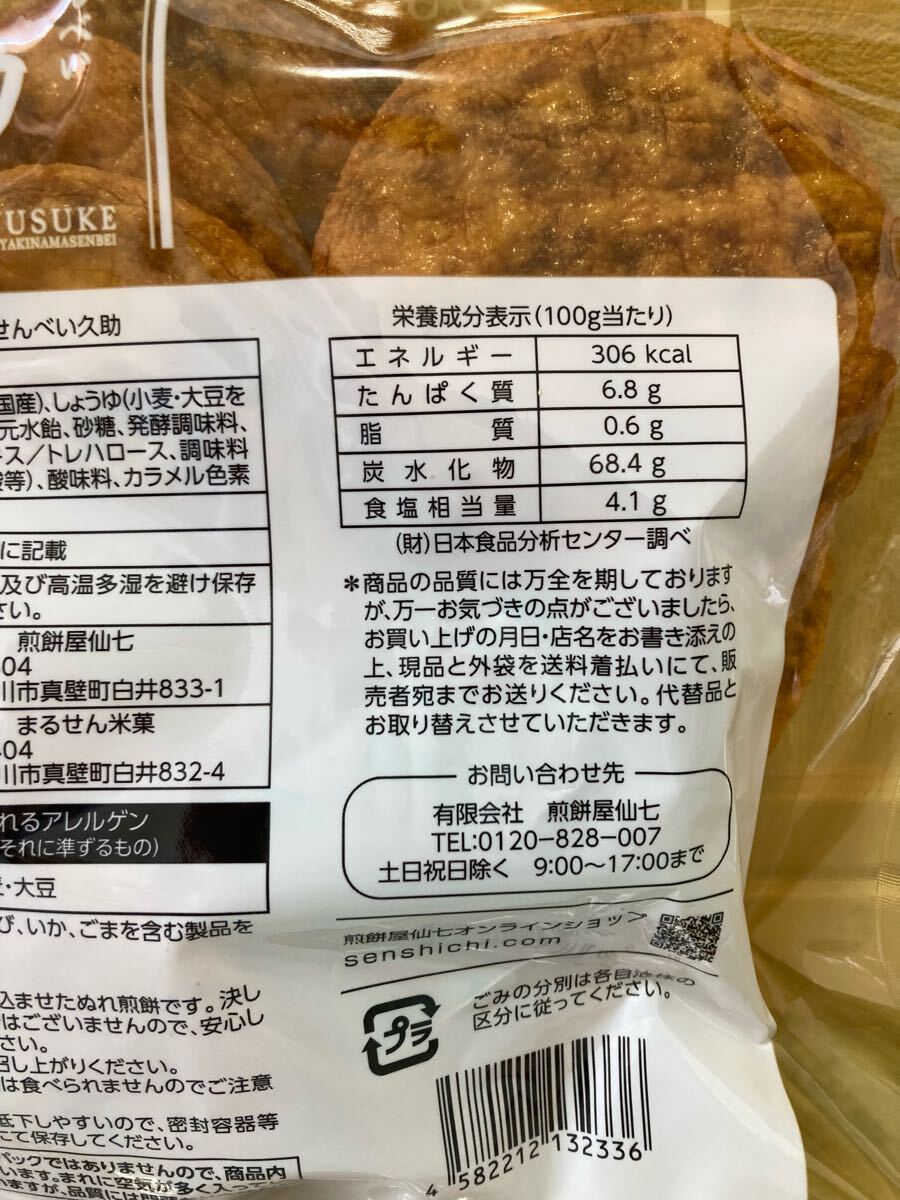 べい
USUKE
YAKINAMASENBEI
せんべい久助
国産)、しょうゆ(小麦・大豆を
元水飴、砂糖、発酵調味料、
ス／トレハロース、調味料
等)、酸味料、カラメル色素
に記載
及び高温多湿を避け保存
さい。
煎餅屋仙七
04
川市真壁町白井833-1
まるせん米菓
04
川市真壁町白井832-4
れるアレルゲン
それに準ずるもの)
・大豆
び、いか、ごまを含む製品を
込ませたぬれ煎餅です。決し
はございませんので、安心し
さい。
召し上がりください。
は食べられませんのでご注意
低下しやすいので、密封容器等
て保存してください。
パックではありませんので、商品内
います。まれに空気が多く入って
栄養成分表示(100g当たり)
エネルギー 306 kcal
たんぱく質 6.8 g
脂質 0.6 g
炭水化物 68.4 g
食塩相当量 4.1 g
(財)日本食品分析センター調べ
＊商品の品質には万全を期しております
が、万一お気づきの点がございましたら、
お買い上げの月日・店名をお書き添えの
上、現品と外袋を送料着払いにて、販
売者宛までお送りください。代替品と
お取り替えさせていただきます。
お問い合わせ先
有限会社 煎餅屋仙七
TEL:0120-828-007
土日祝日除く 9:00〜17:00まで
煎餅屋仙七オンラインショップ
senshichi.com
プラ
ごみの分別は各自治体の
区分に従ってください。
4 582212 132336